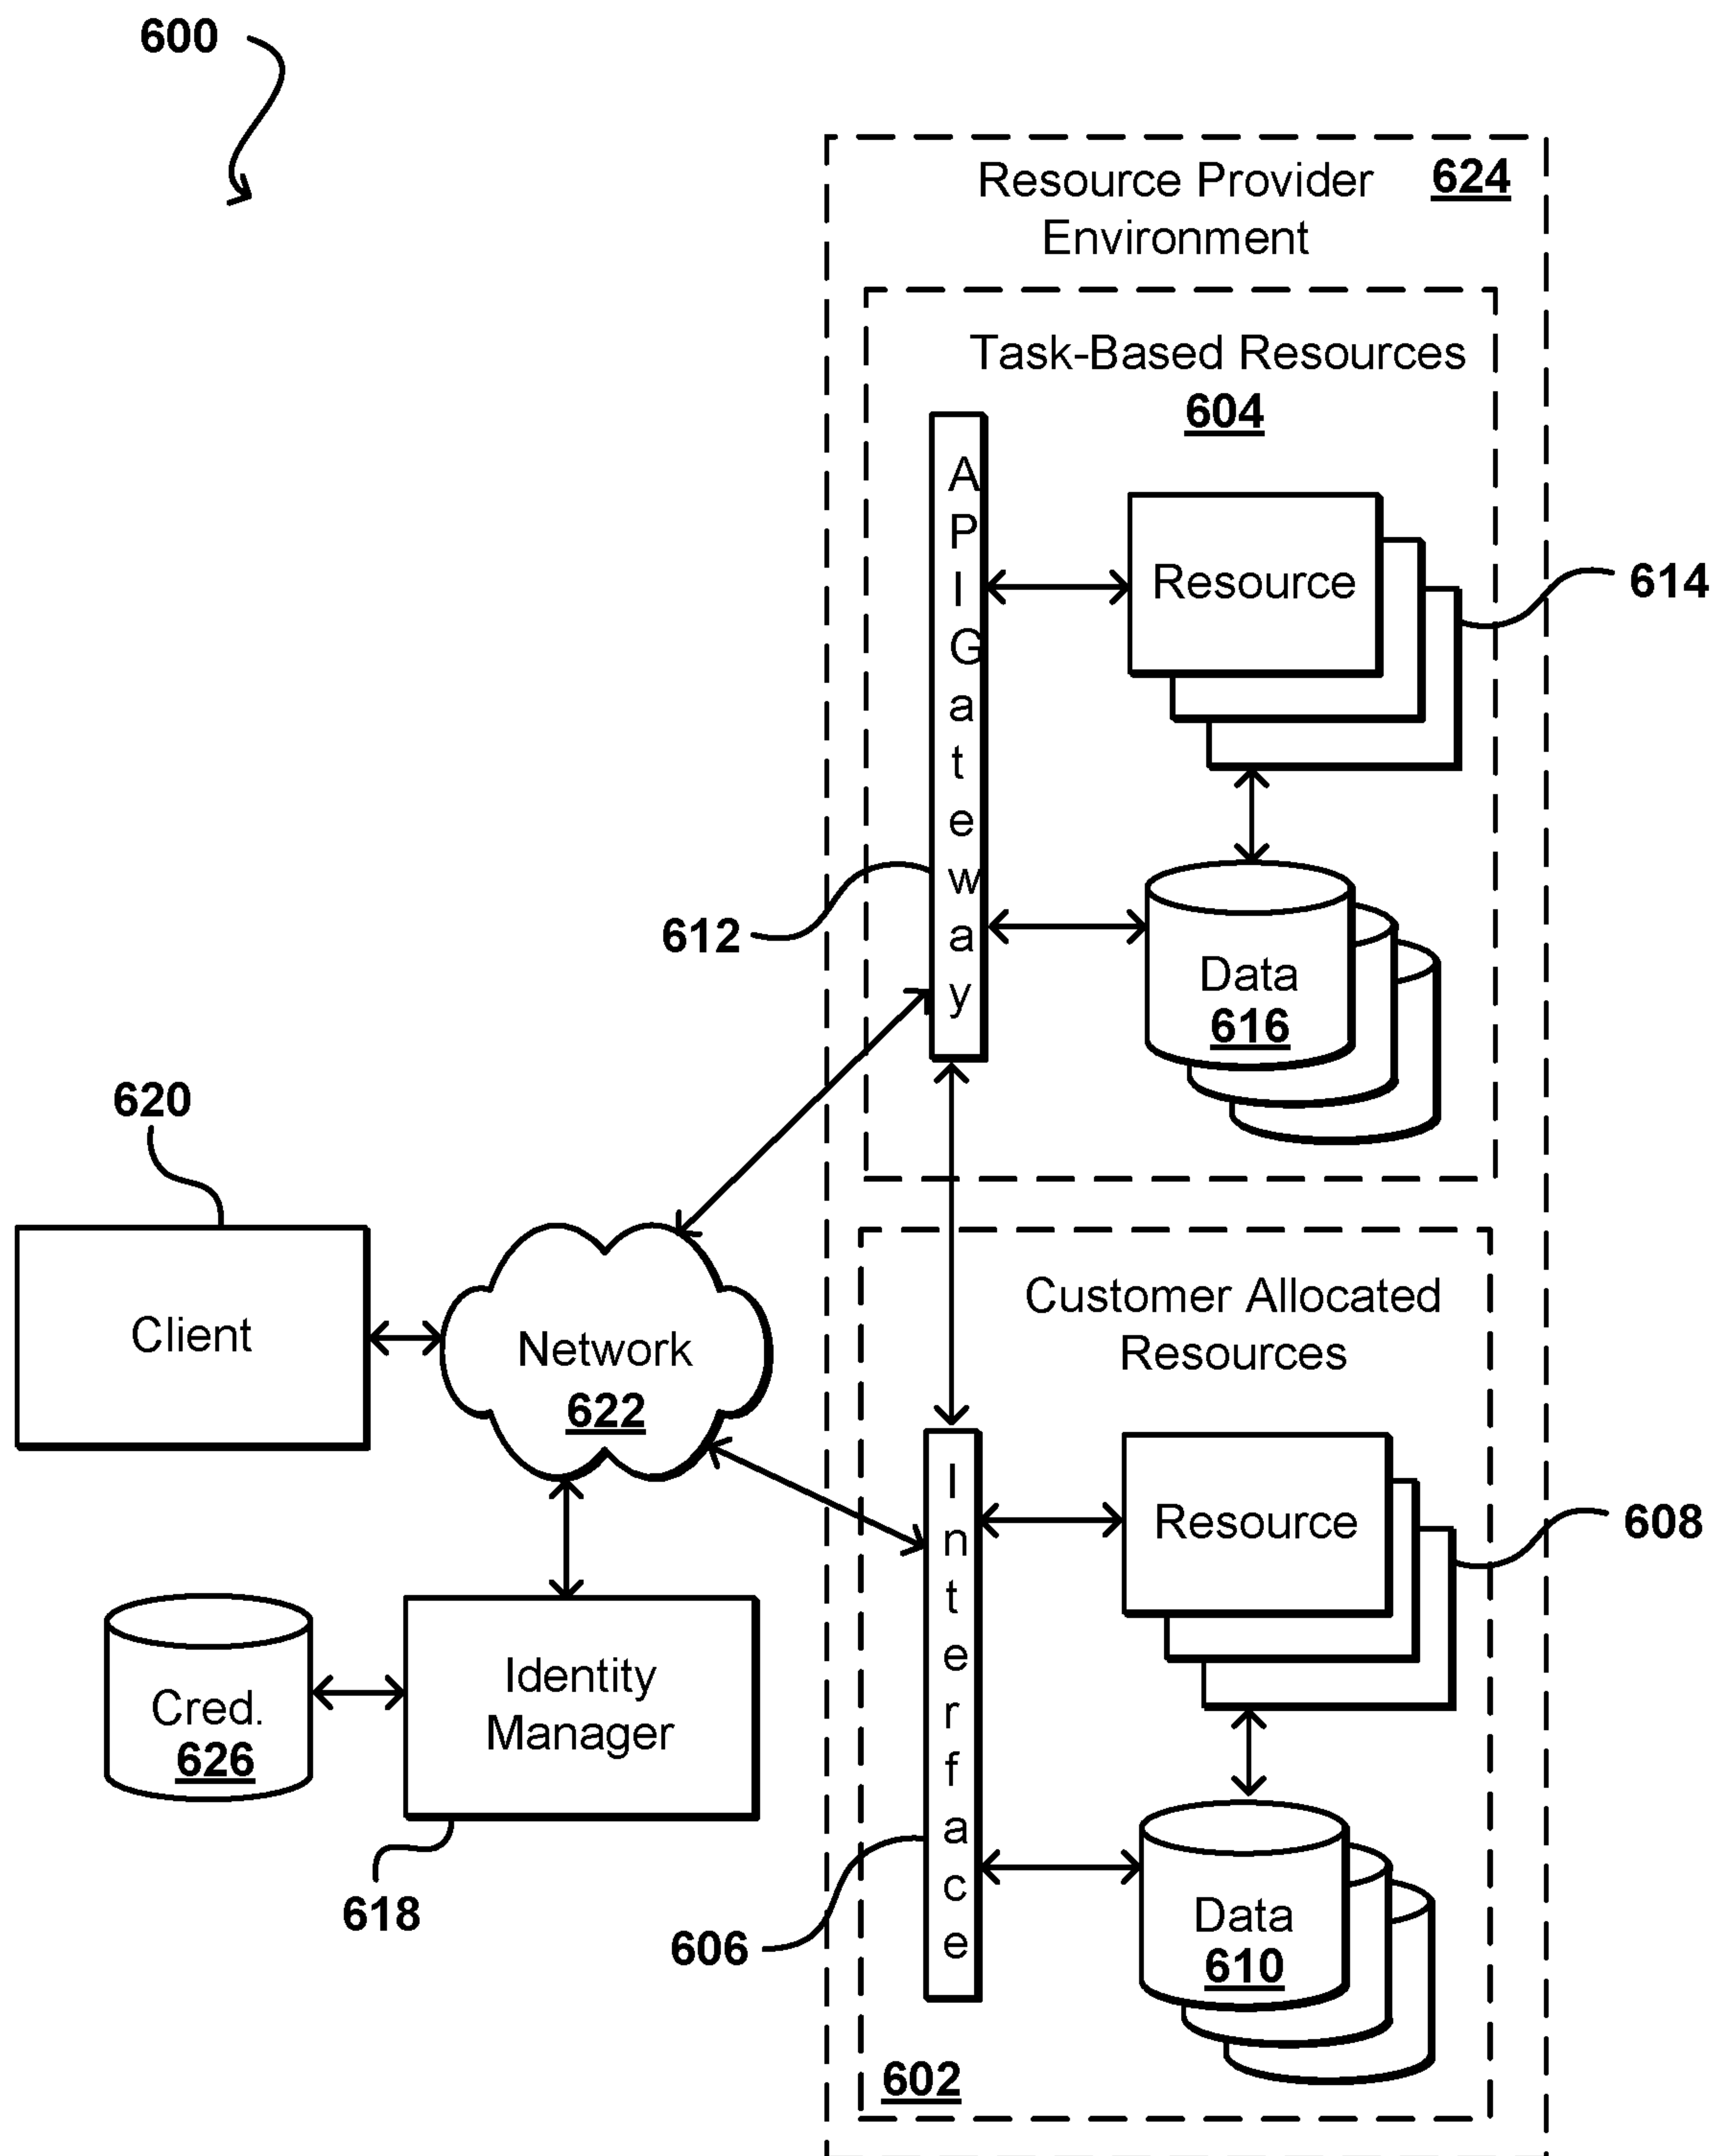 600
Resource Provider
Environment
624
Task-Based Resources
604
API Gateway
Resource
614
612
Data
616
620
Client
Network
622
Customer Allocated
Resources
Interface
Resource
608
Cred.
626
Identity
Manager
618
606
Data
610
602